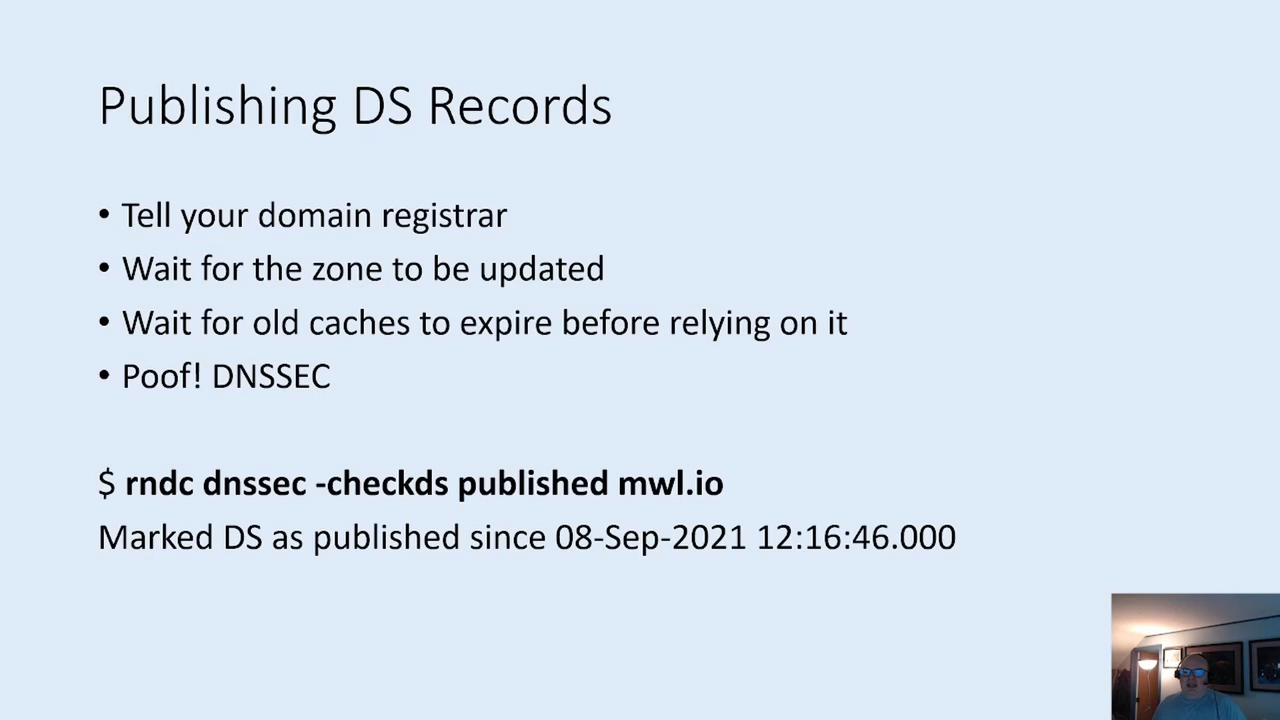 Publishing DS Records
• Tell your domain registrar
• Wait for the zone to be updated
• Wait for old caches to expire before relying on it
• Poof! DNSSEC
$ rndc dnssec -checkds published mwl.io
Marked DS as published since 08-Sep-2021 12:16:46.000